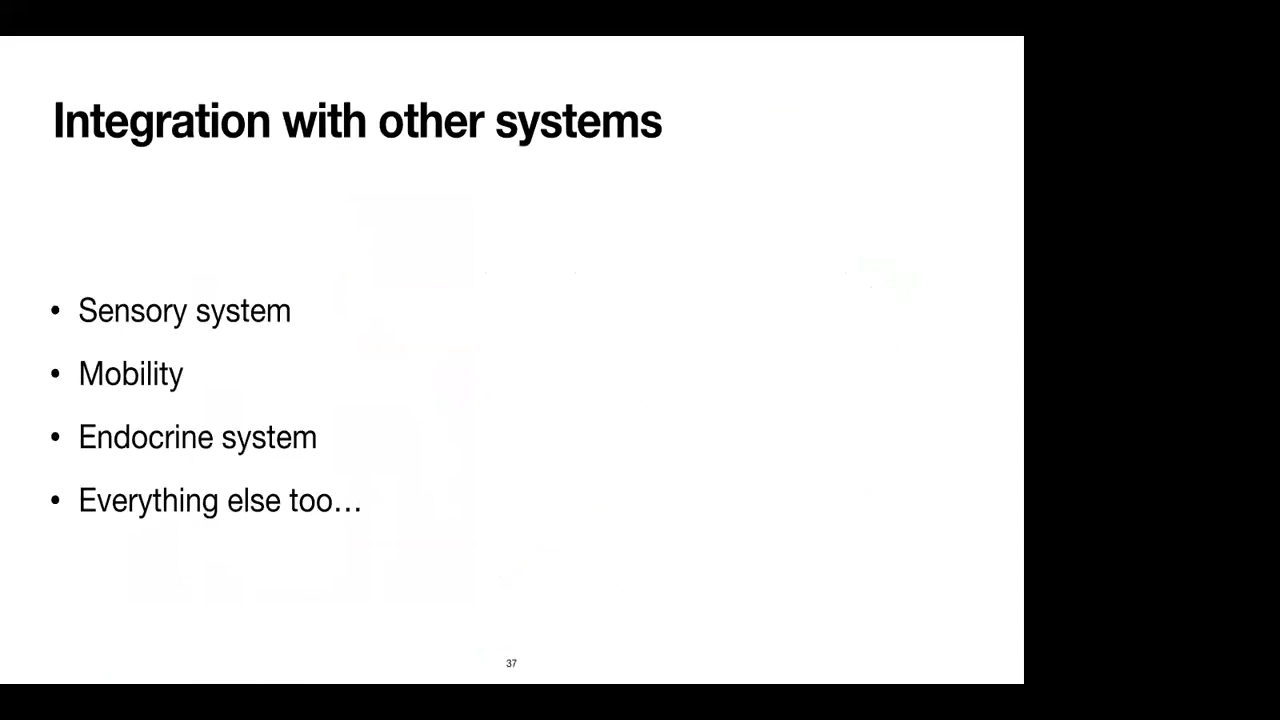 Integration with other systems
• Sensory system
• Mobility
• Endocrine system
• Everything else too…
37